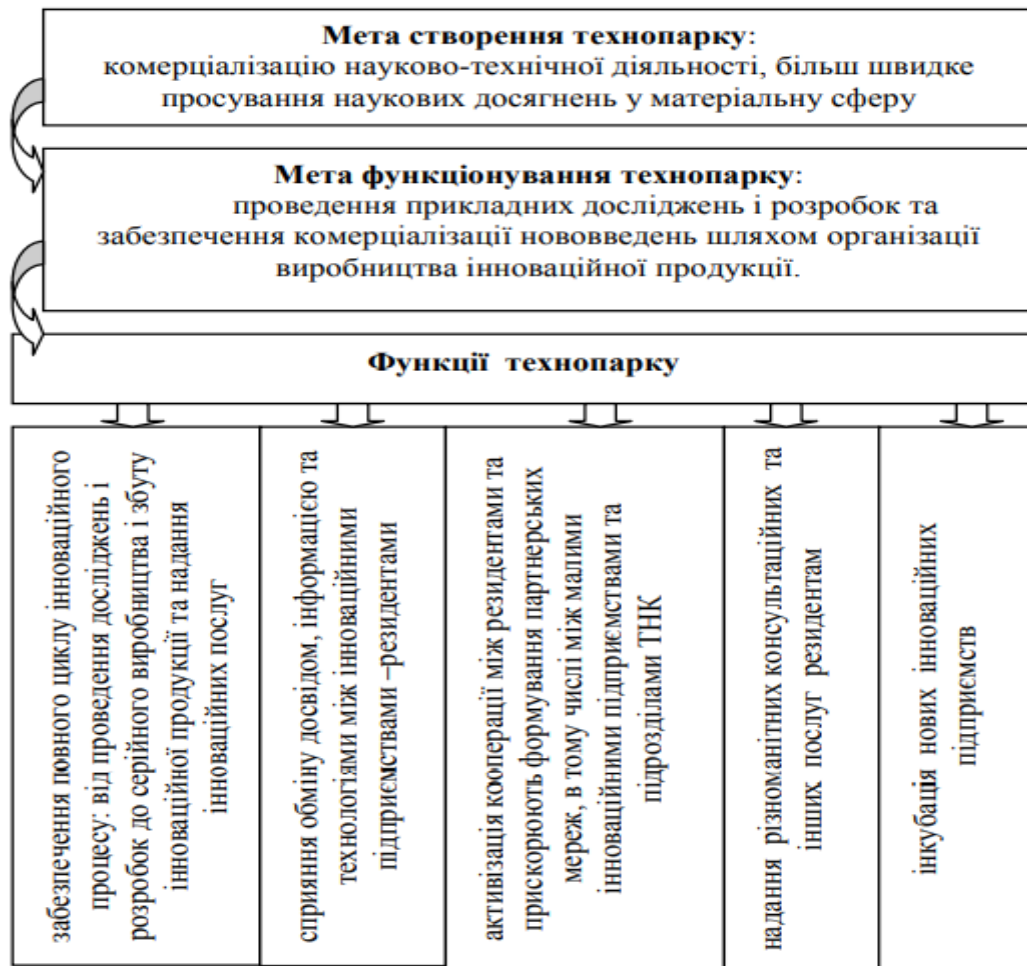 Мета створення технопарку:
комерціалізацію науково-технічної діяльності, більш швидке
просування наукових досягнень у матеріальну сферу
Мета функціонування технопарку:
проведення прикладних досліджень і розробок та
забезпечення комерціалізації нововведень шляхом організації
виробництва інноваційної продукції.
Функції технопарку
забезпечення повного циклу інноваційного
процесу: від проведення досліджень і
розробок до серійного виробництва і збуту
інноваційної продукції та надання
інноваційних послуг
сприяння обміну досвідом, інформацією та
технологіями між інноваційними
підприємствами –резидентами
активізація кооперації між резидентами та
прискорюють формування партнерських
мереж, в тому числі між малими
інноваційними підприємствами та
підрозділами ТНК
надання різноманітних консультаційних та
інших послуг резидентам
інкубація нових інноваційних
підприємств